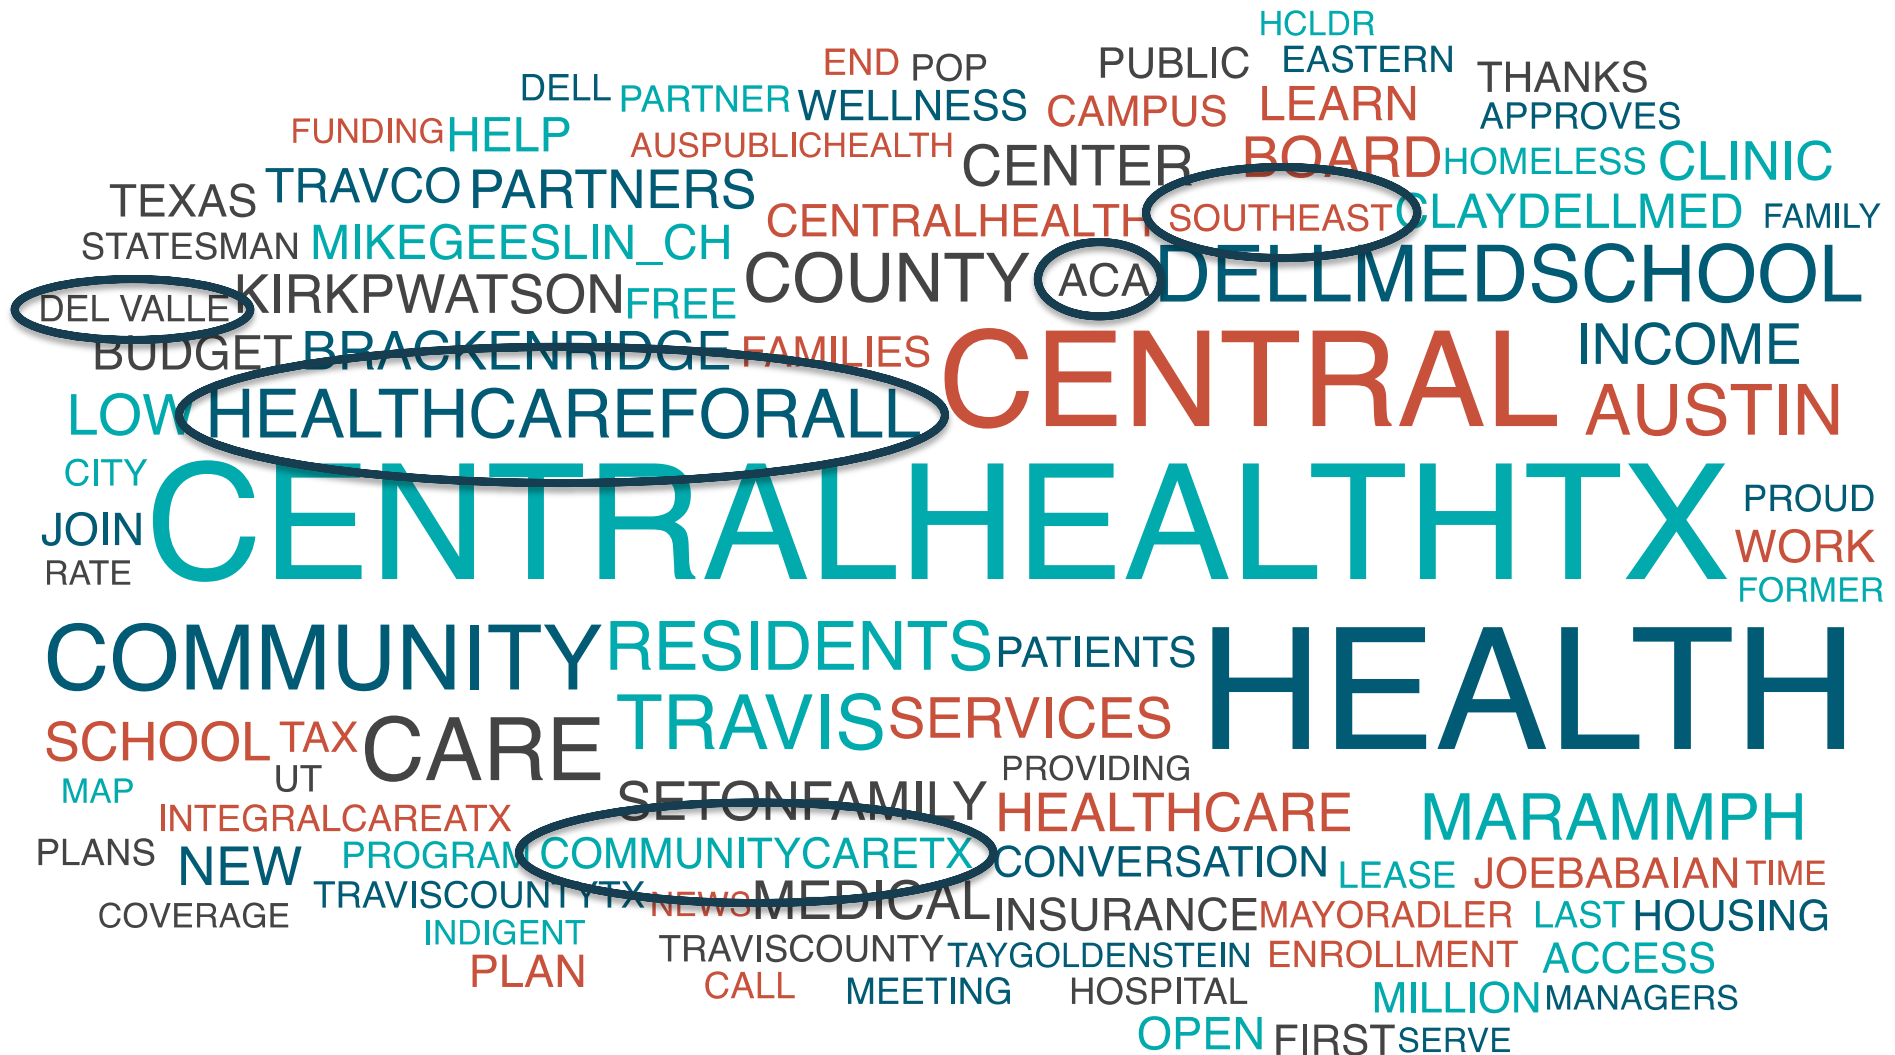 HCLDR
END POP PUBLIC EASTERN THANKS
DELL PARTNER WELLNESS CAMPUS LEARN APPROVES
FUNDING HELP AUSPUBLICHEALTH CENTER BOARD HOMELESS CLINIC
TEXAS TRAVCO PARTNERS CENTRALHEALTH SOUTHEAST CLAYDELLMED FAMILY
STATESMAN MIKEGEESLIN_CH COUNTY ACA DELLMEDSCHOOL
DEL VALLE KIRKPWATSON FREE
BUDGET BRACKENRIDGE FAMILIES CENTRAL INCOME
LOW HEALTHCAREFORALL AUSTIN
CITY CENTRALHEALTHTX PROUD
JOIN WORK
RATE FORMER
COMMUNITY RESIDENTS PATIENTS HEALTH
SCHOOL TAX CARE TRAVIS SERVICES
MAP UT SETONFAMILY PROVIDING
INTEGRALCAREATX HEALTHCARE MARAMMPH
PLANS NEW PROGRAM COMMUNITYCARETX CONVERSATION LEASE JOEBABAIAN TIME
COVERAGE TRAVISCOUNTYTX NEWS MEDICAL INSURANCE MAYORADLER LAST HOUSING
INDIGENT TRAVISCOUNTY TAYGOLDENSTEIN ENROLLMENT ACCESS
PLAN CALL MEETING HOSPITAL MILLION MANAGERS
OPEN FIRST SERVE